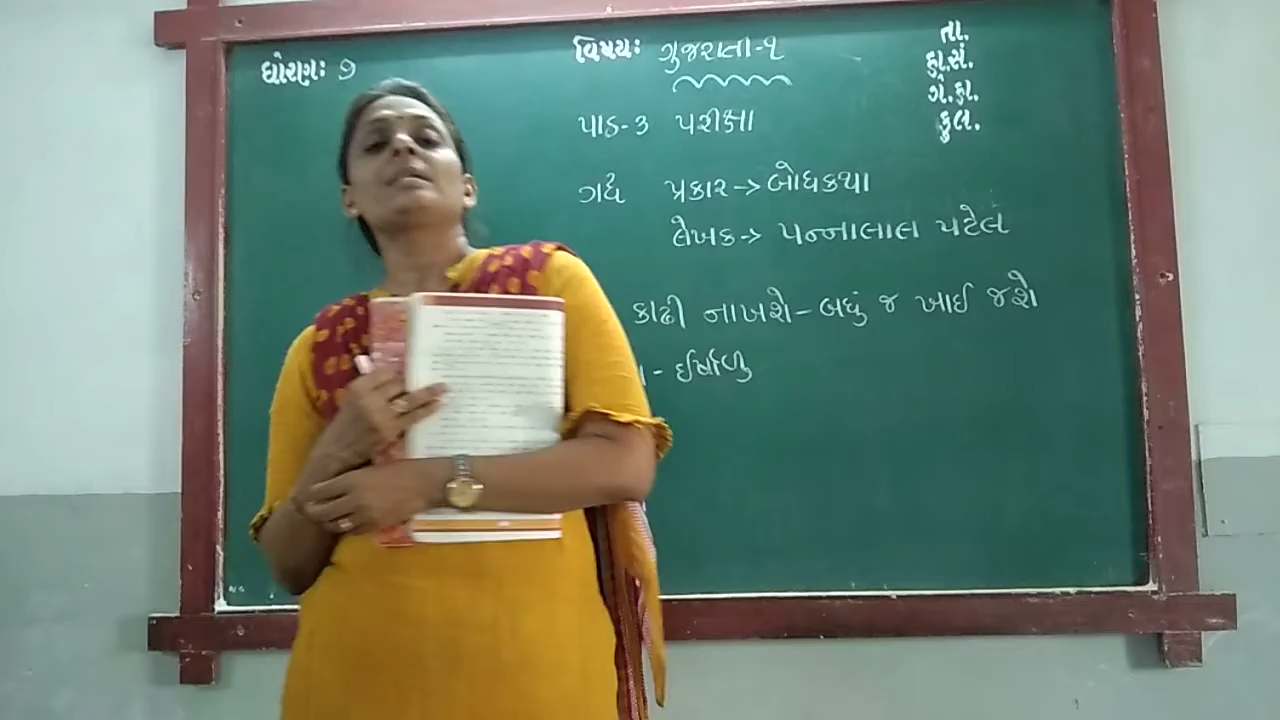 ધોરણઃ ૭
વિષયઃ ગુજરાતી-૧
તા.
હા.સં.
ગે.હા.
કુલ.
પાઠ-૩ પરીક્ષા
ગદ્ય પ્રકાર → બોધકથા
લેખક → પન્નાલાલ પટેલ
કાઢી નાખશે - બધું જ ખાઈ જશે
- ઈર્ષાળુ